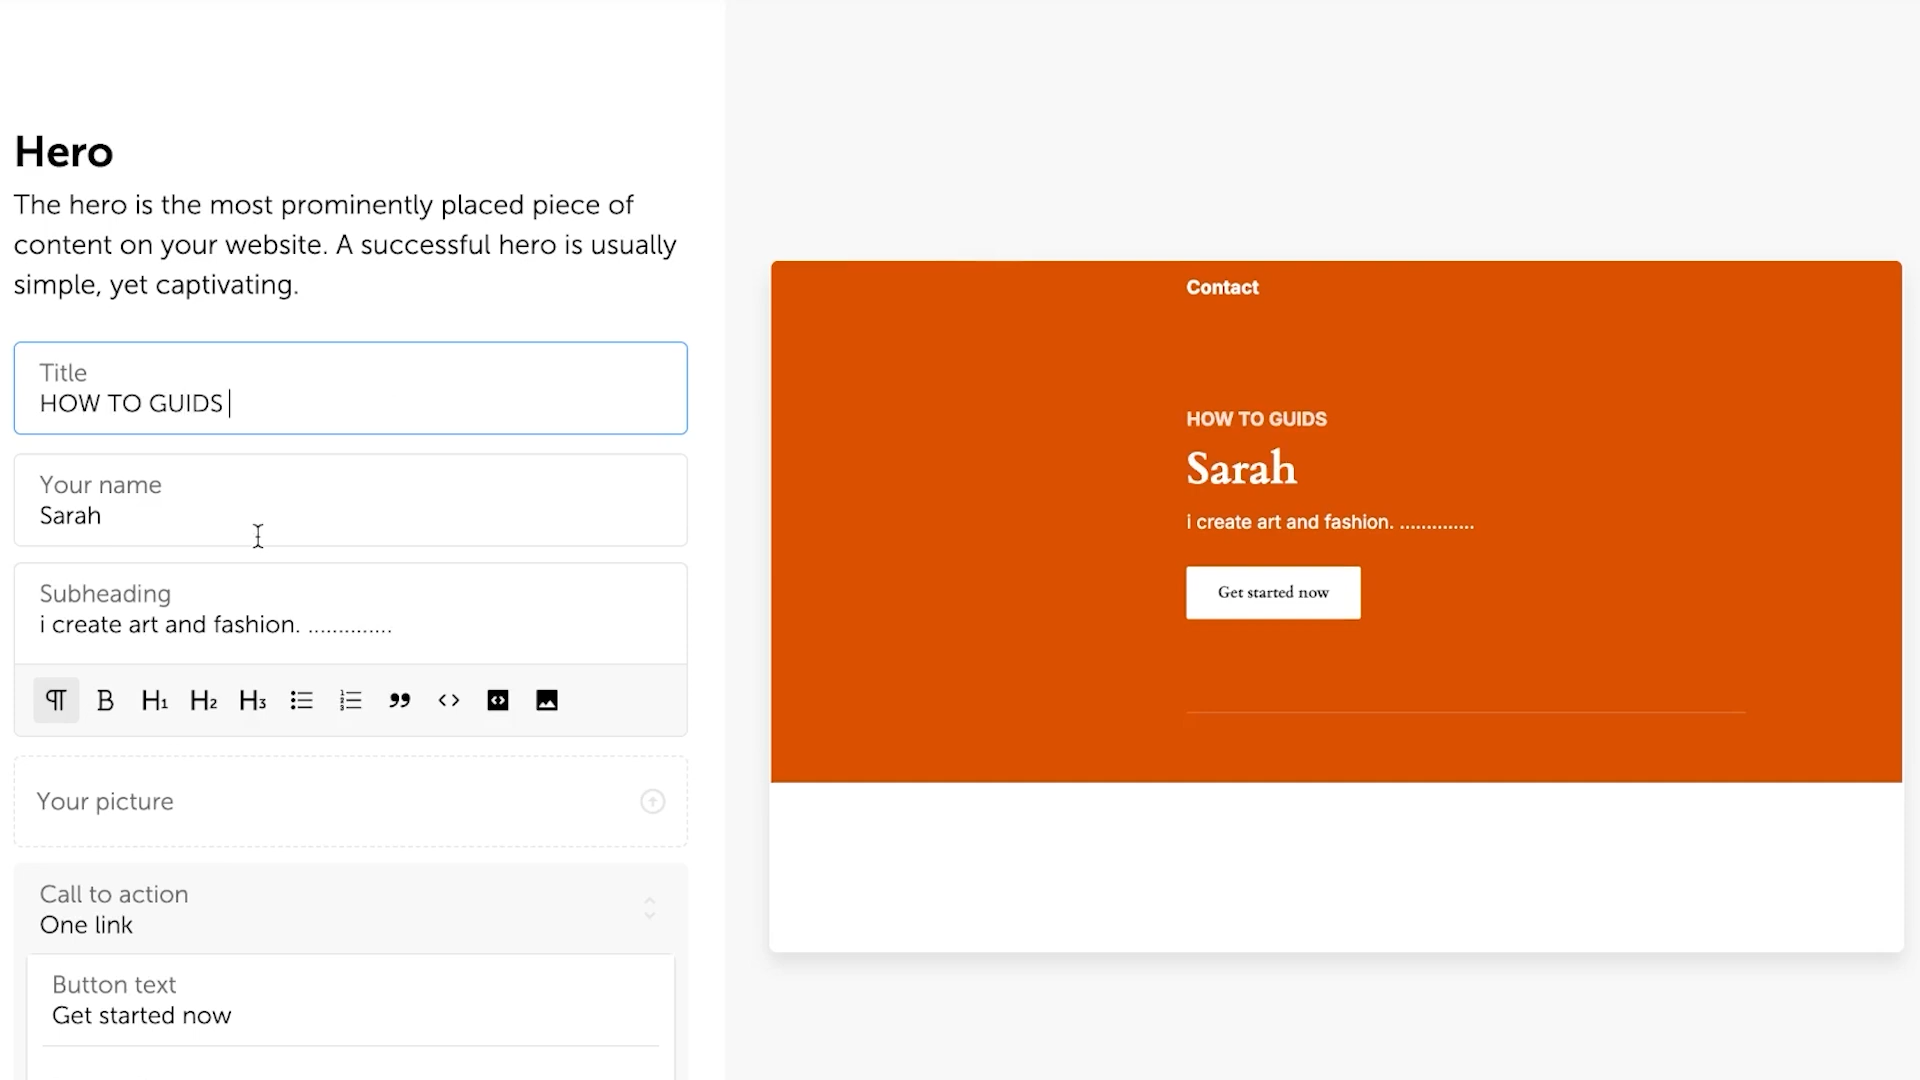 Hero
The hero is the most prominently placed piece of
content on your website. A successful hero is usually
simple, yet captivating.
Title
HOW TO GUIDS
Your name
Sarah
Subheading
i create art and fashion. ..............
B H1 H2 H3
Your picture
Call to action
One link
Button text
Get started now
Contact
HOW TO GUIDS
Sarah
i create art and fashion. ..............
Get started now